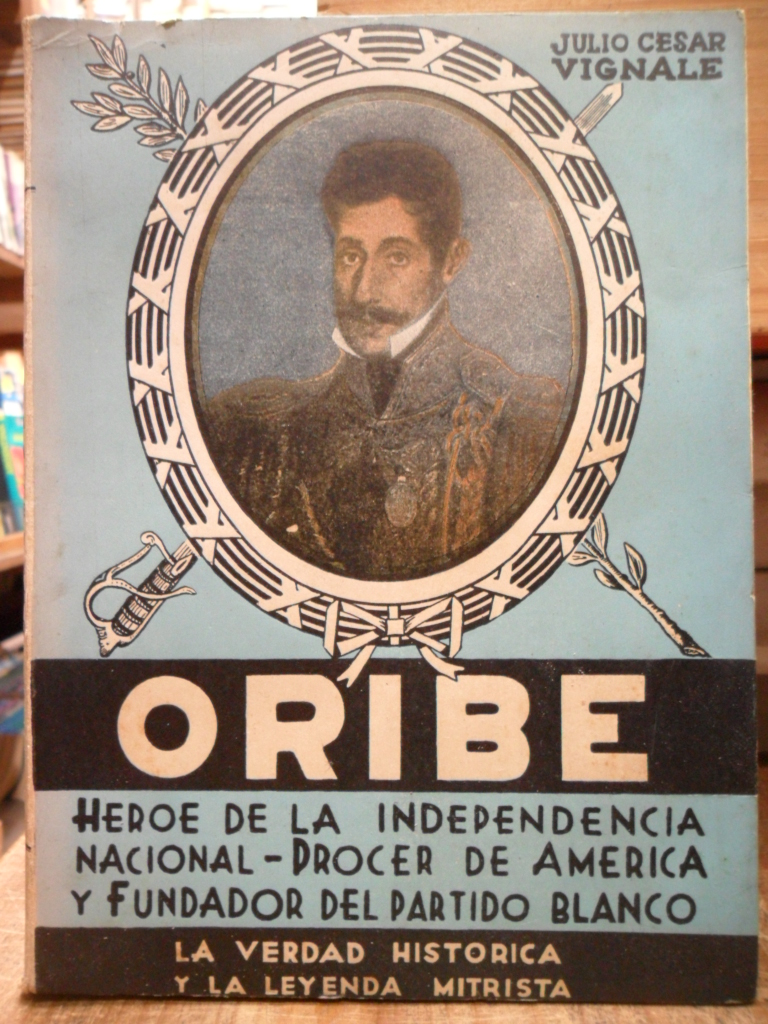 JULIO CESAR
VIGNALE
ORIBE
HEROE DE LA INDEPENDENCIA
NACIONAL - PROCER DE AMERICA
Y FUNDADOR DEL PARTIDO BLANCO
LA VERDAD HISTORICA
Y LA LEYENDA MITRISTA